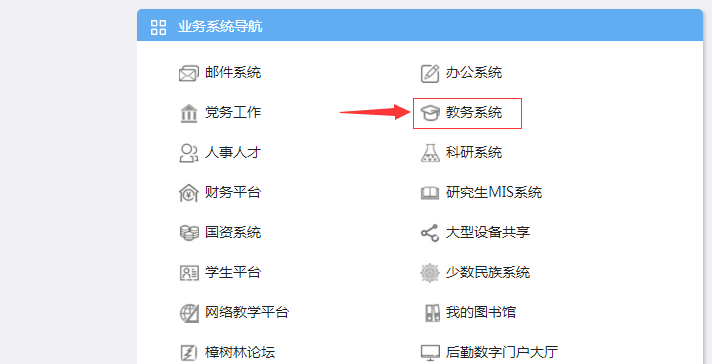 业务系统导航
邮件系统
办公系统
党务工作
教务系统
人事人才
科研系统
财务平台
研究生MIS系统
国资系统
大型设备共享
学生平台
少数民族系统
网络教学平台
我的图书馆
樟树林论坛
后勤数字门户大厅